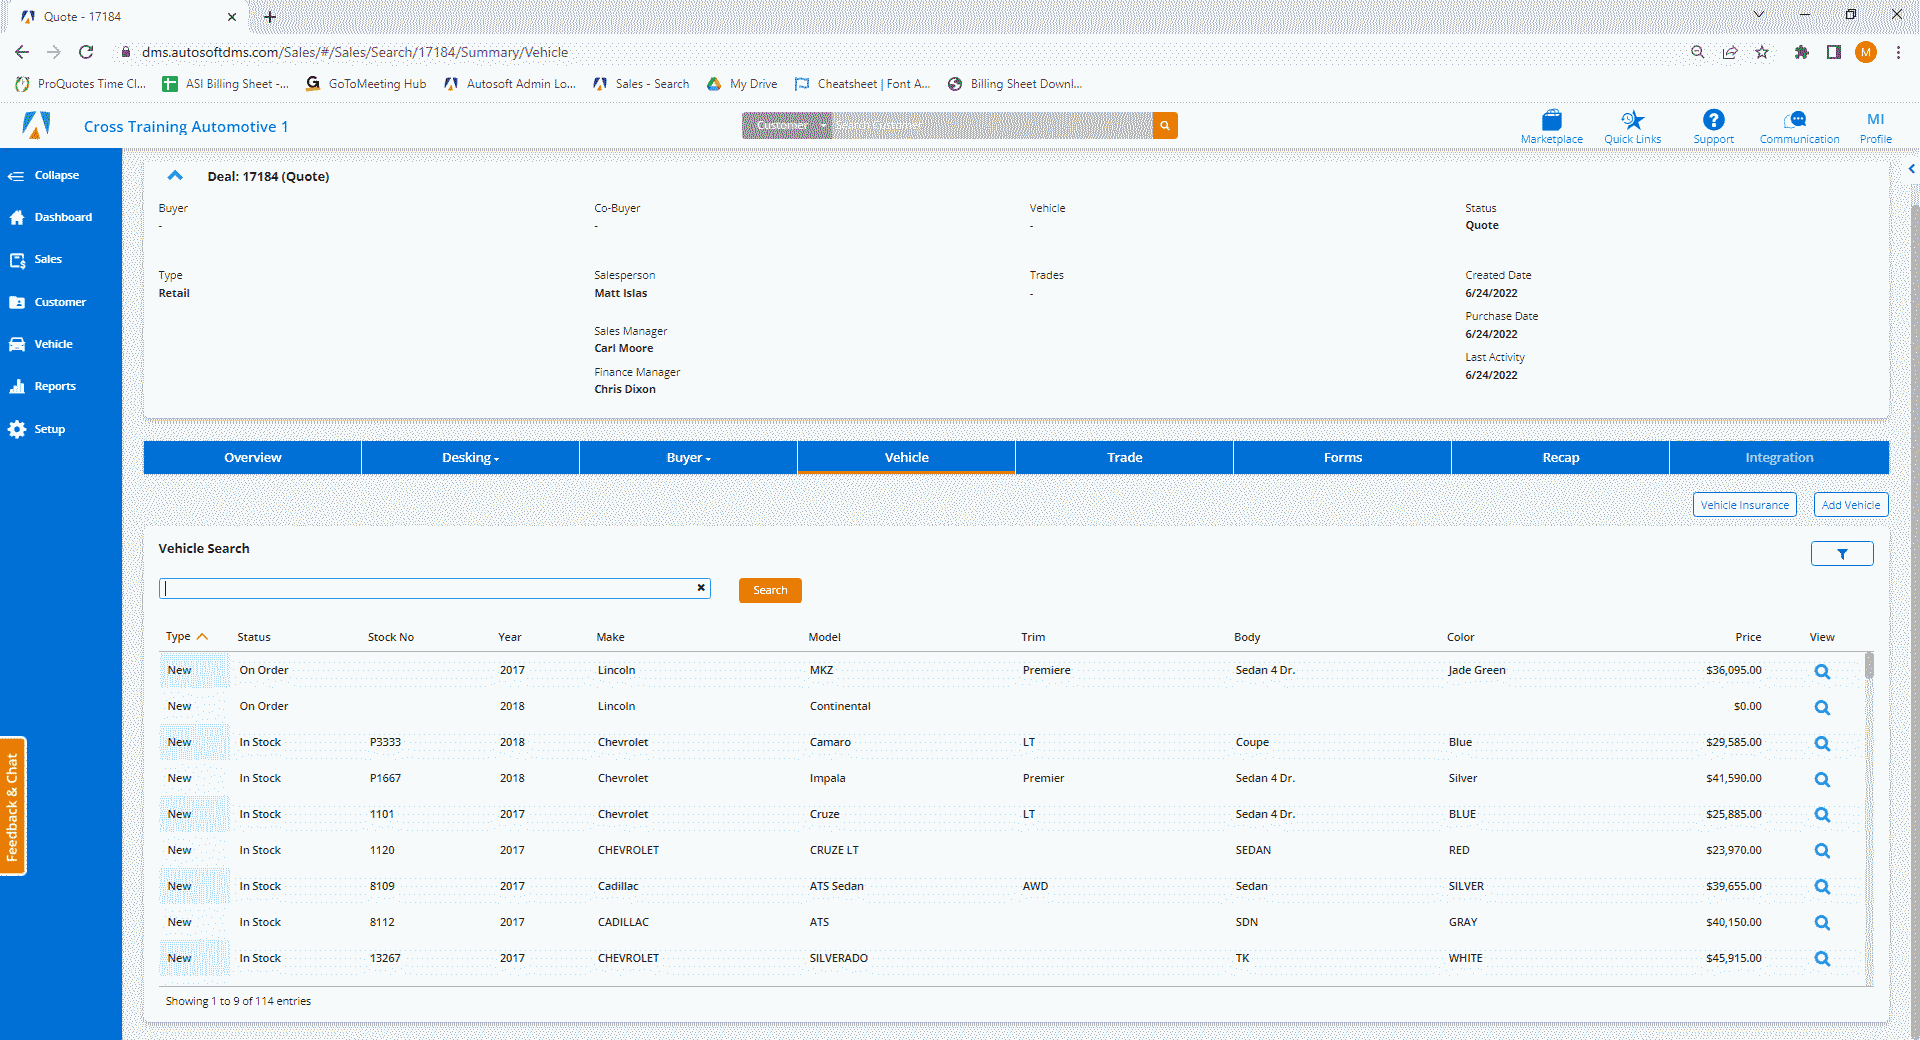 Quote - 17184
dms.autosoftdms.com/Sales/#/Sales/Search/17184/Summary/Vehicle
M
ProQuotes Time Cl... ASI Billing Sheet -... GoToMeeting Hub Autosoft Admin Lo... Sales - Search My Drive Cheatsheet | Font A... Billing Sheet Downl...
Cross Training Automotive 1
Customer Search Customer
Marketplace Quick Links Support Communication MI Profile
Collapse
Dashboard
Sales
Customer
Vehicle
Reports
Setup
Feedback & Chat
Deal: 17184 (Quote)
Buyer Co-Buyer Vehicle Status
- - - Quote
Type Salesperson Trades Created Date
Retail Matt Islas - 6/24/2022
Purchase Date
Sales Manager 6/24/2022
Carl Moore
Last Activity
Finance Manager 6/24/2022
Chris Dixon
Overview Desking Buyer Vehicle Trade Forms Recap Integration
Vehicle Insurance Add Vehicle
Vehicle Search
Search
Type Status Stock No Year Make Model Trim Body Color Price View
New On Order 2017 Lincoln MKZ Premiere Sedan 4 Dr. Jade Green $36,095.00
New On Order 2018 Lincoln Continental $0.00
New In Stock P3333 2018 Chevrolet Camaro LT Coupe Blue $29,585.00
New In Stock P1667 2018 Chevrolet Impala Premier Sedan 4 Dr. Silver $41,590.00
New In Stock 1101 2017 Chevrolet Cruze LT Sedan 4 Dr. BLUE $25,885.00
New In Stock 1120 2017 CHEVROLET CRUZE LT SEDAN RED $23,970.00
New In Stock 8109 2017 Cadillac ATS Sedan AWD Sedan SILVER $39,655.00
New In Stock 8112 2017 CADILLAC ATS SDN GRAY $40,150.00
New In Stock 13267 2017 CHEVROLET SILVERADO TK WHITE $45,915.00
Showing 1 to 9 of 114 entries